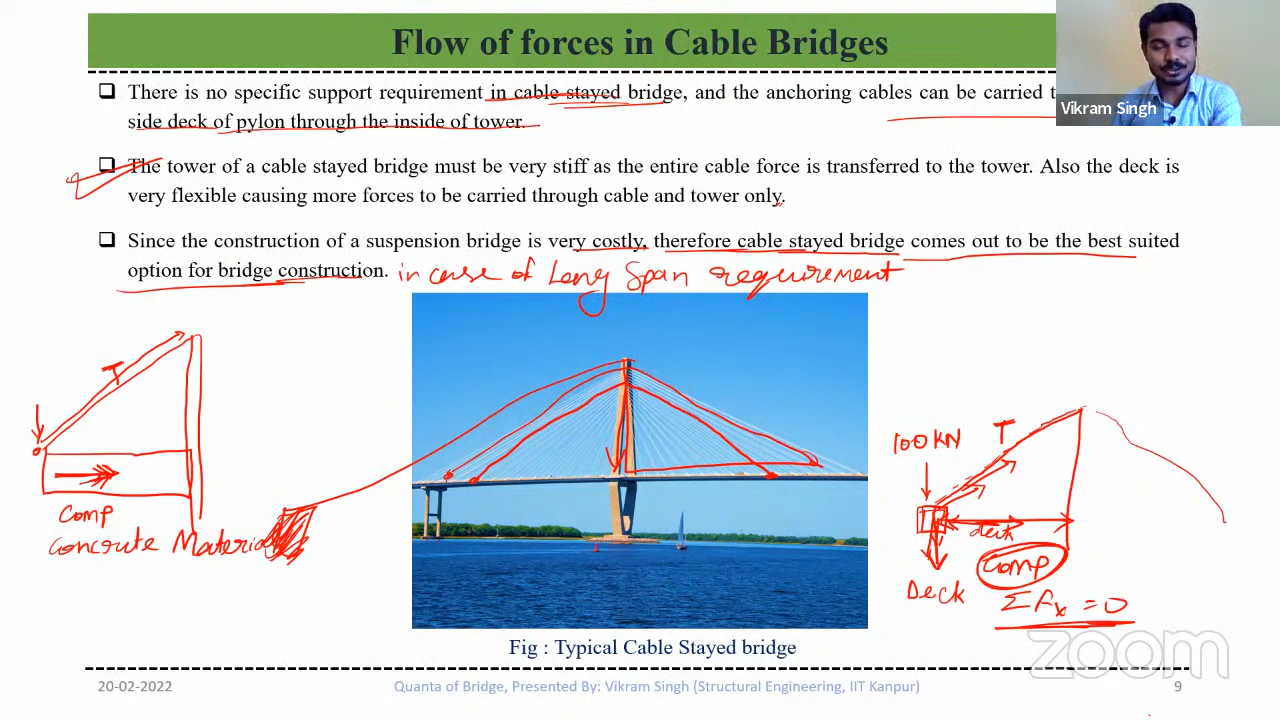 Flow of forces in Cable Bridges
There is no specific support requirement in cable stayed bridge, and the anchoring cables can be carried t
side deck of pylon through the inside of tower.
Vikram Singh
The tower of a cable stayed bridge must be very stiff as the entire cable force is transferred to the tower. Also the deck is
very flexible causing more forces to be carried through cable and tower only.
Since the construction of a suspension bridge is very costly, therefore cable stayed bridge comes out to be the best suited
option for bridge construction. in case of Long Span requirement
T
Comp
Concrete Material
100 kN
T
deck
Comp
Deck
Σ Fx = 0
Fig : Typical Cable Stayed bridge
zoom
20-02-2022
Quanta of Bridge, Presented By: Vikram Singh (Structural Engineering, IIT Kanpur)
9